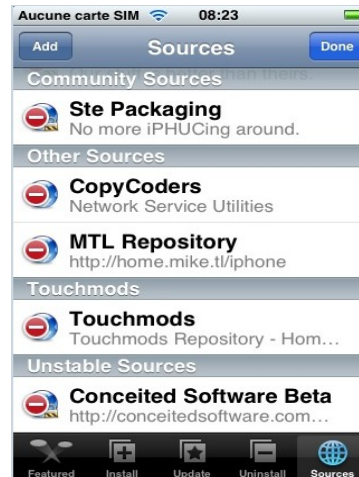 Aucune carte SIM 08:23
Add Sources Done
than theirs.
Community Sources
Ste Packaging
No more iPHUCing around.
Other Sources
CopyCoders
Network Service Utilities
MTL Repository
http://home.mike.tl/iphone
Touchmods
Touchmods
Touchmods Repository - Hom...
Unstable Sources
Conceited Software Beta
http://conceitedsoftware.com...
Featured Install Update Uninstall Sources